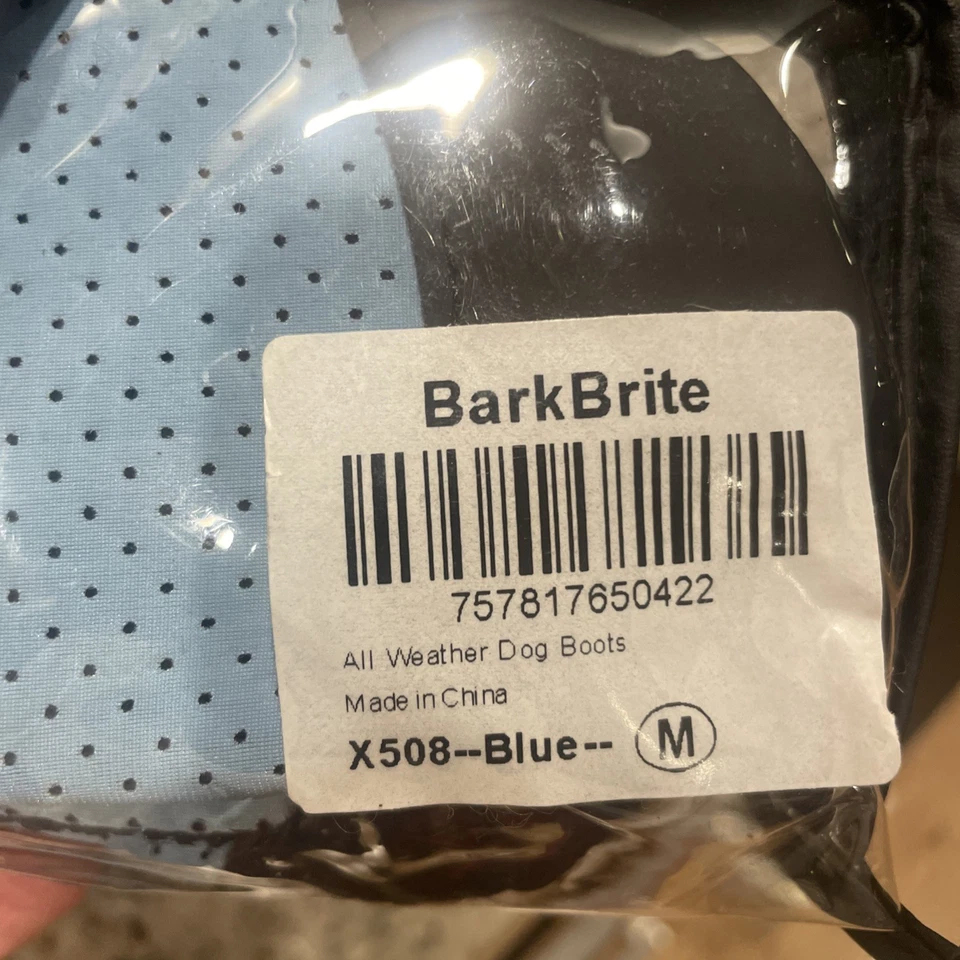 BarkBrite
757817650422
All Weather Dog Boots
Made in China
X508--Blue-- M